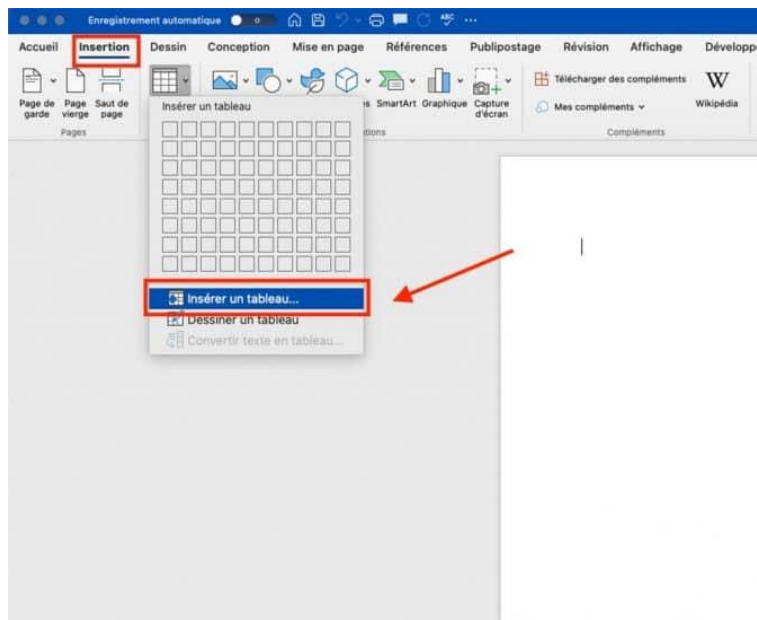 Enregistrement automatique
Accueil Insertion Dessin Conception Mise en page Références Publipostage Révision Affichage Développ
Page de garde
Page vierge
Saut de page
Pages
Insérer un tableau
SmartArt
Graphique
Capture d'écran
Télécharger des compléments
Mes compléments
W
Wikipédia
Compléments
Insérer un tableau...
Dessiner un tableau
Convertir texte en tableau...